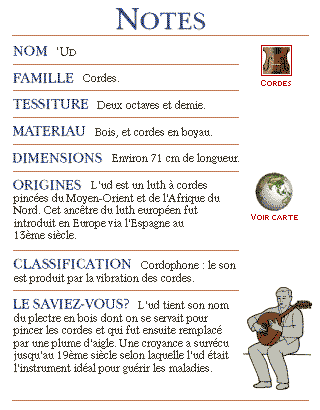 NOTES
NOM 'UD
CORDES
FAMILLE Cordes.
TESSITURE Deux octaves et demie.
MATERIAU Bois, et cordes en boyau.
DIMENSIONS Environ 71 cm de longueur.
ORIGINES L'ud est un luth à cordes
pincées du Moyen-Orient et de l'Afrique du
Nord. Cet ancêtre du luth européen fut
introduit en Europe via l'Espagne au
13ème siècle.
VOIR CARTE
CLASSIFICATION Cordophone : le son
est produit par la vibration des cordes.
LE SAVIEZ-VOUS? L'ud tient son nom
du plectre en bois dont on se servait pour
pincer les cordes et qui fut ensuite remplacé
par une plume d'aigle. Une croyance a survécu
jusqu'au 19ème siècle selon laquelle l'ud était
l'instrument idéal pour guérir les maladies.